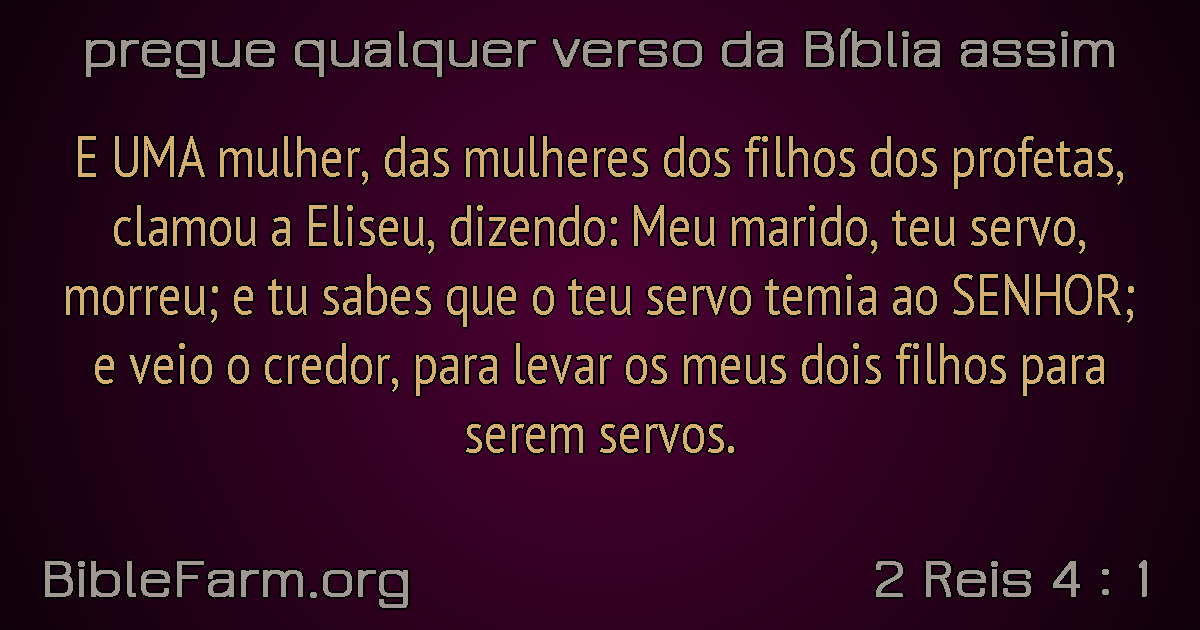 pregue qualquer verso da Bíblia assim
E UMA mulher, das mulheres dos filhos dos profetas,
clamou a Eliseu, dizendo: Meu marido, teu servo,
morreu; e tu sabes que o teu servo temia ao SENHOR;
e veio o credor, para levar os meus dois filhos para
serem servos.
BibleFarm.org
2 Reis 4 : 1